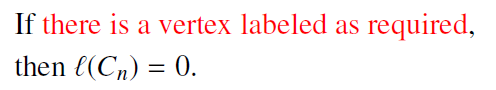 If there is a vertex labeled as required,
then ℓ(Cₙ) = 0.